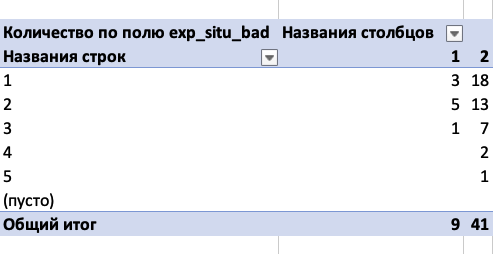 Количество по полю exp_situ_bad Названия столбцов
Названия строк 1 2
1 3 18
2 5 13
3 1 7
4 2
5 1
(пусто)
Общий итог 9 41